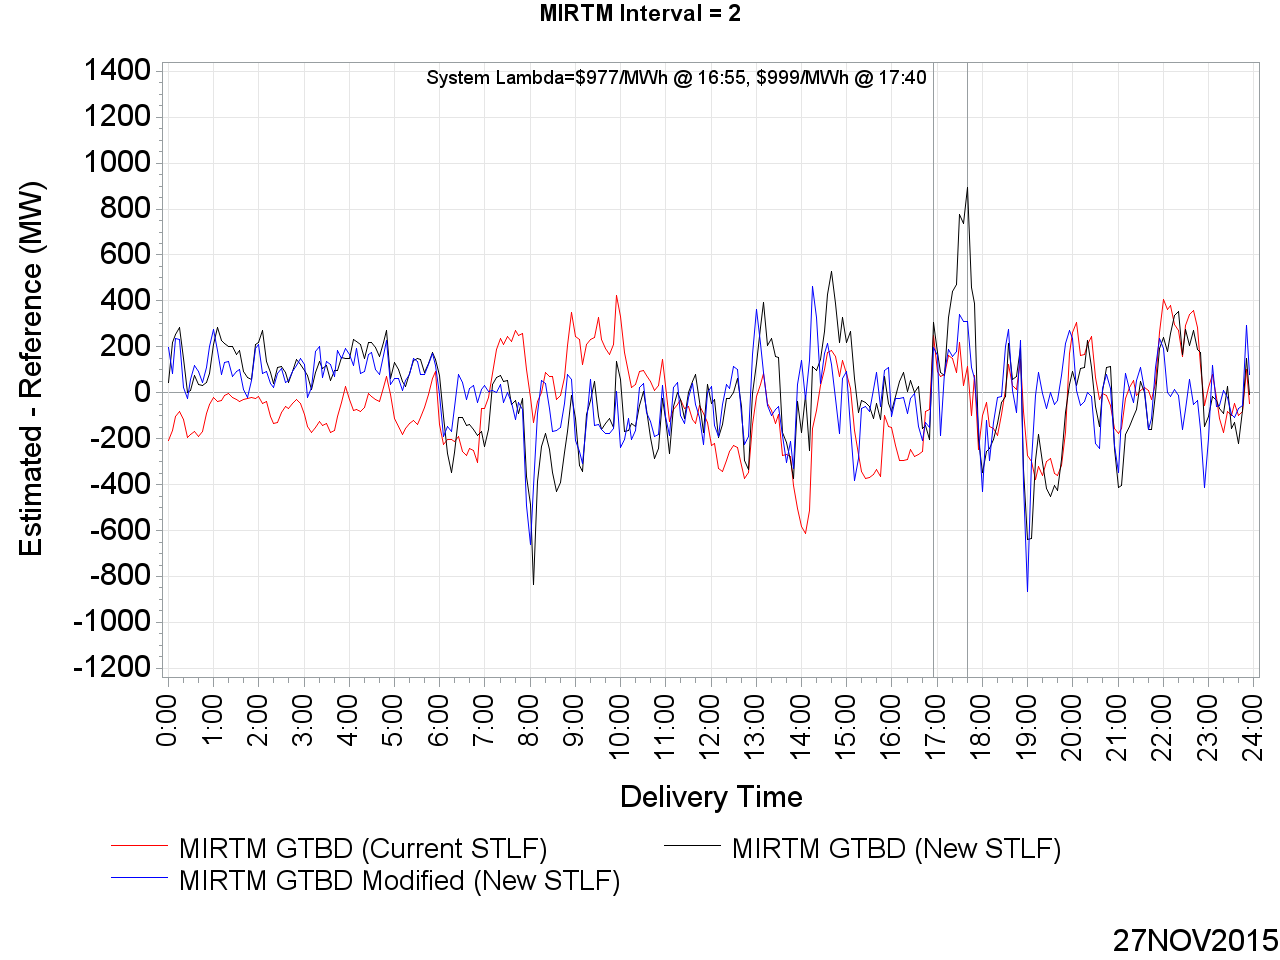 MIRTM Interval = 2
System Lambda=$977/MWh @ 16:55, $999/MWh @ 17:40
Estimated - Reference (MW)
1400
1200
1000
800
600
400
200
0
-200
-400
-600
-800
-1000
-1200
0:00 1:00 2:00 3:00 4:00 5:00 6:00 7:00 8:00 9:00 10:00 11:00 12:00 13:00 14:00 15:00 16:00 17:00 18:00 19:00 20:00 21:00 22:00 23:00 24:00
Delivery Time
MIRTM GTBD (Current STLF) MIRTM GTBD (New STLF)
MIRTM GTBD Modified (New STLF)
27NOV2015